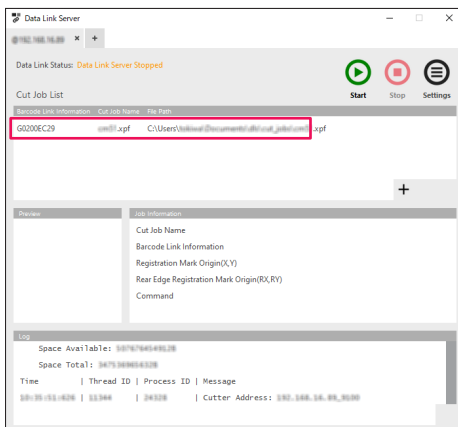 Data Link Server
Data Link Status: Data Link Server Stopped
Start Stop Settings
Cut Job List
Barcode Link Information Cut Job Name File Path
G0200EC29 .xpf C:\Users\ .xpf
+
Preview Job Information
Cut Job Name
Barcode Link Information
Registration Mark Origin(X,Y)
Rear Edge Registration Mark Origin(RX,RY)
Command
Log
Space Available:
Space Total:
Time | Thread ID | Process ID | Message
| | | Cutter Address: